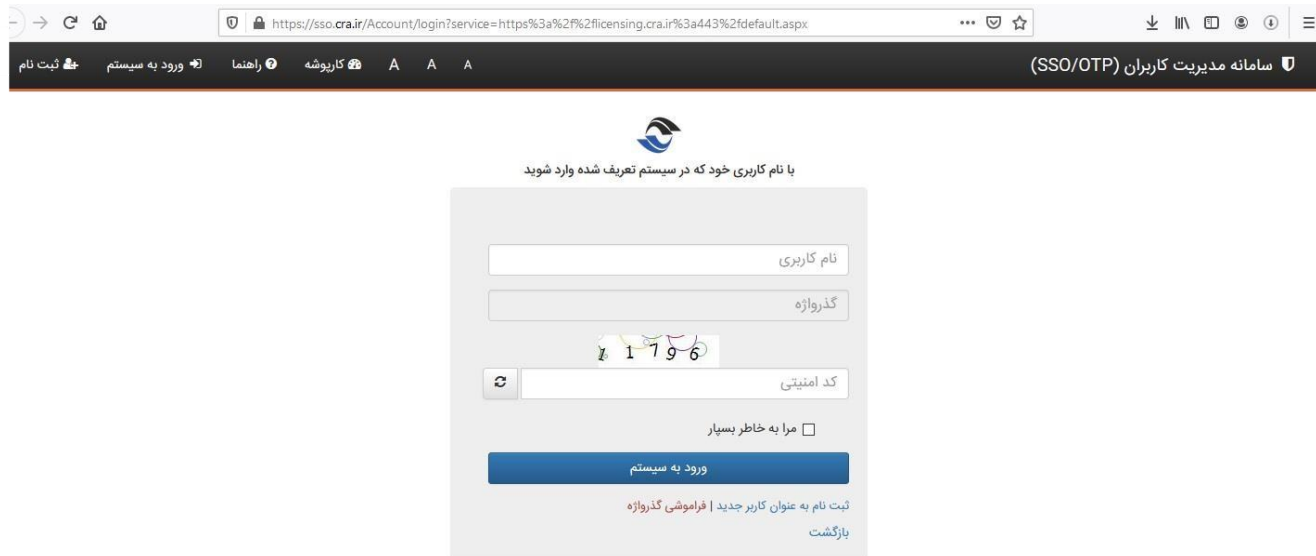 https://sso.cra.ir/Account/login?service=https%3a%2f%2flicensing.cra.ir%3a443%2fdefault.aspx
سامانه مدیریت کاربران (SSO/OTP) A A A کارپوشه راهنما ورود به سیستم ثبت نام
با نام کاربری خود که در سیستم تعریف شده وارد شوید
نام کاربری
گذرواژه
1 1 7 9 6
کد امنیتی
مرا به خاطر بسپار
ورود به سیستم
ثبت نام به عنوان کاربر جدید | فراموشی گذرواژه
بازگشت